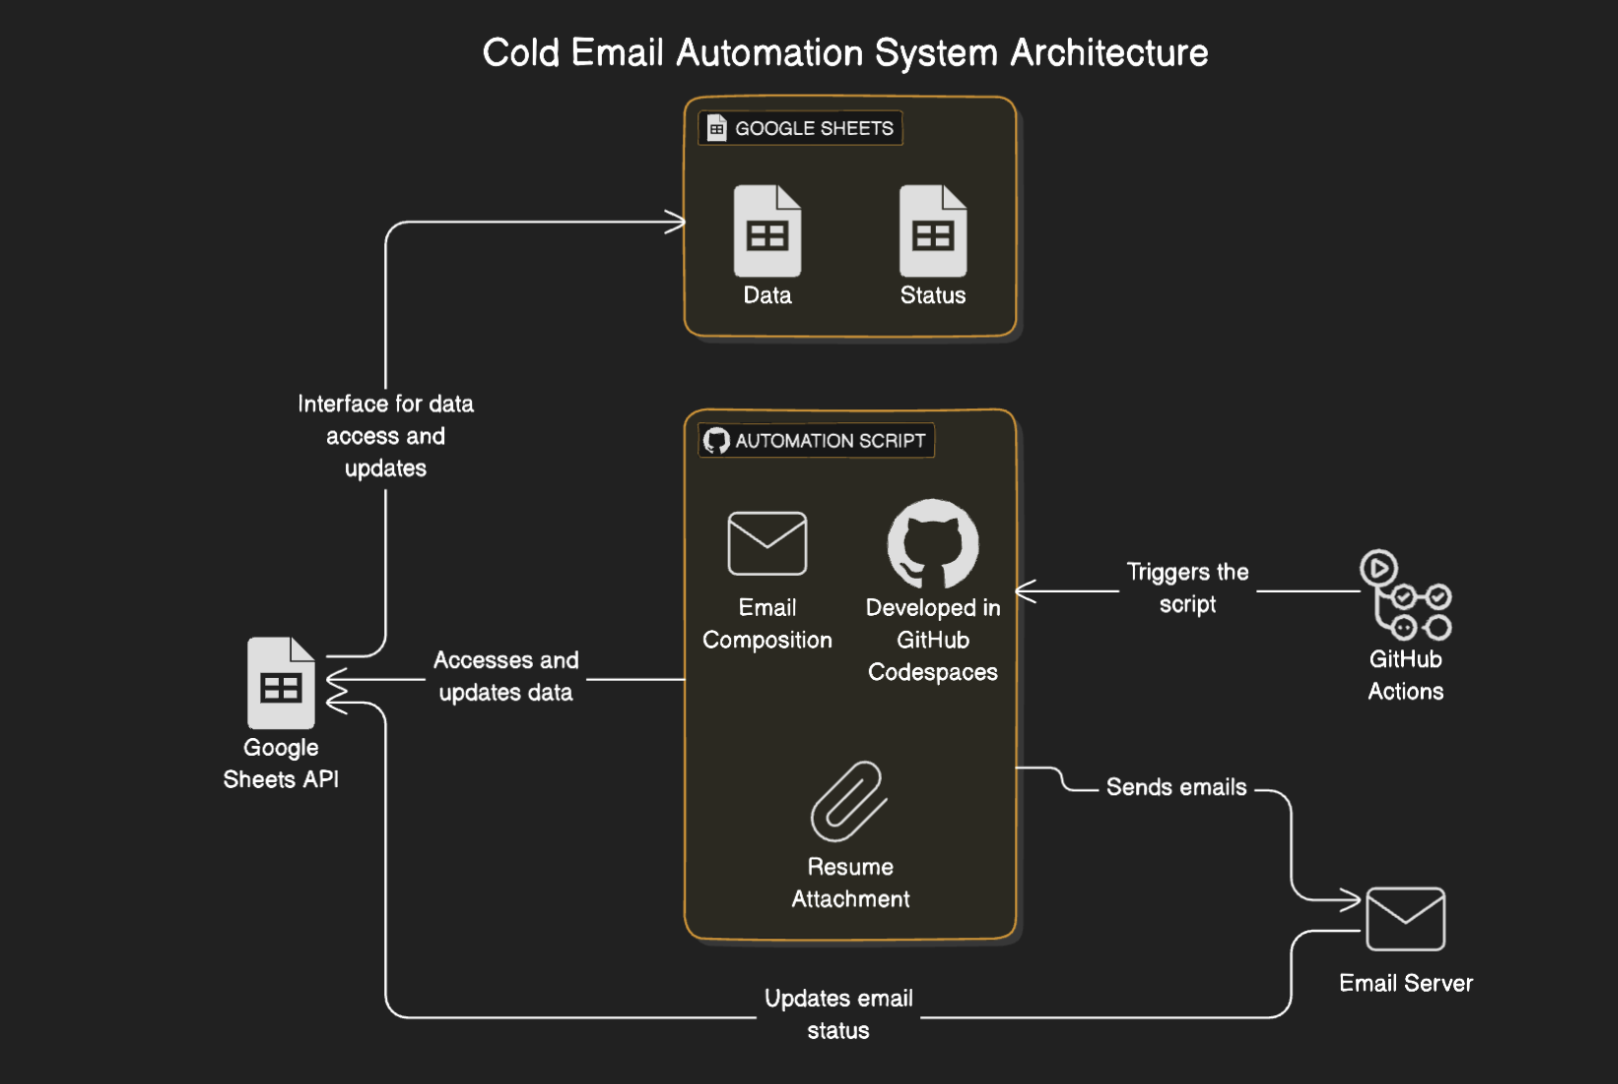 Cold Email Automation System Architecture
GOOGLE SHEETS
Data
Status
Interface for data
access and
updates
AUTOMATION SCRIPT
Email
Composition
Developed in
GitHub
Codespaces
Triggers the
script
GitHub
Actions
Accesses and
updates data
Google
Sheets API
Resume
Attachment
Sends emails
Email Server
Updates email
status